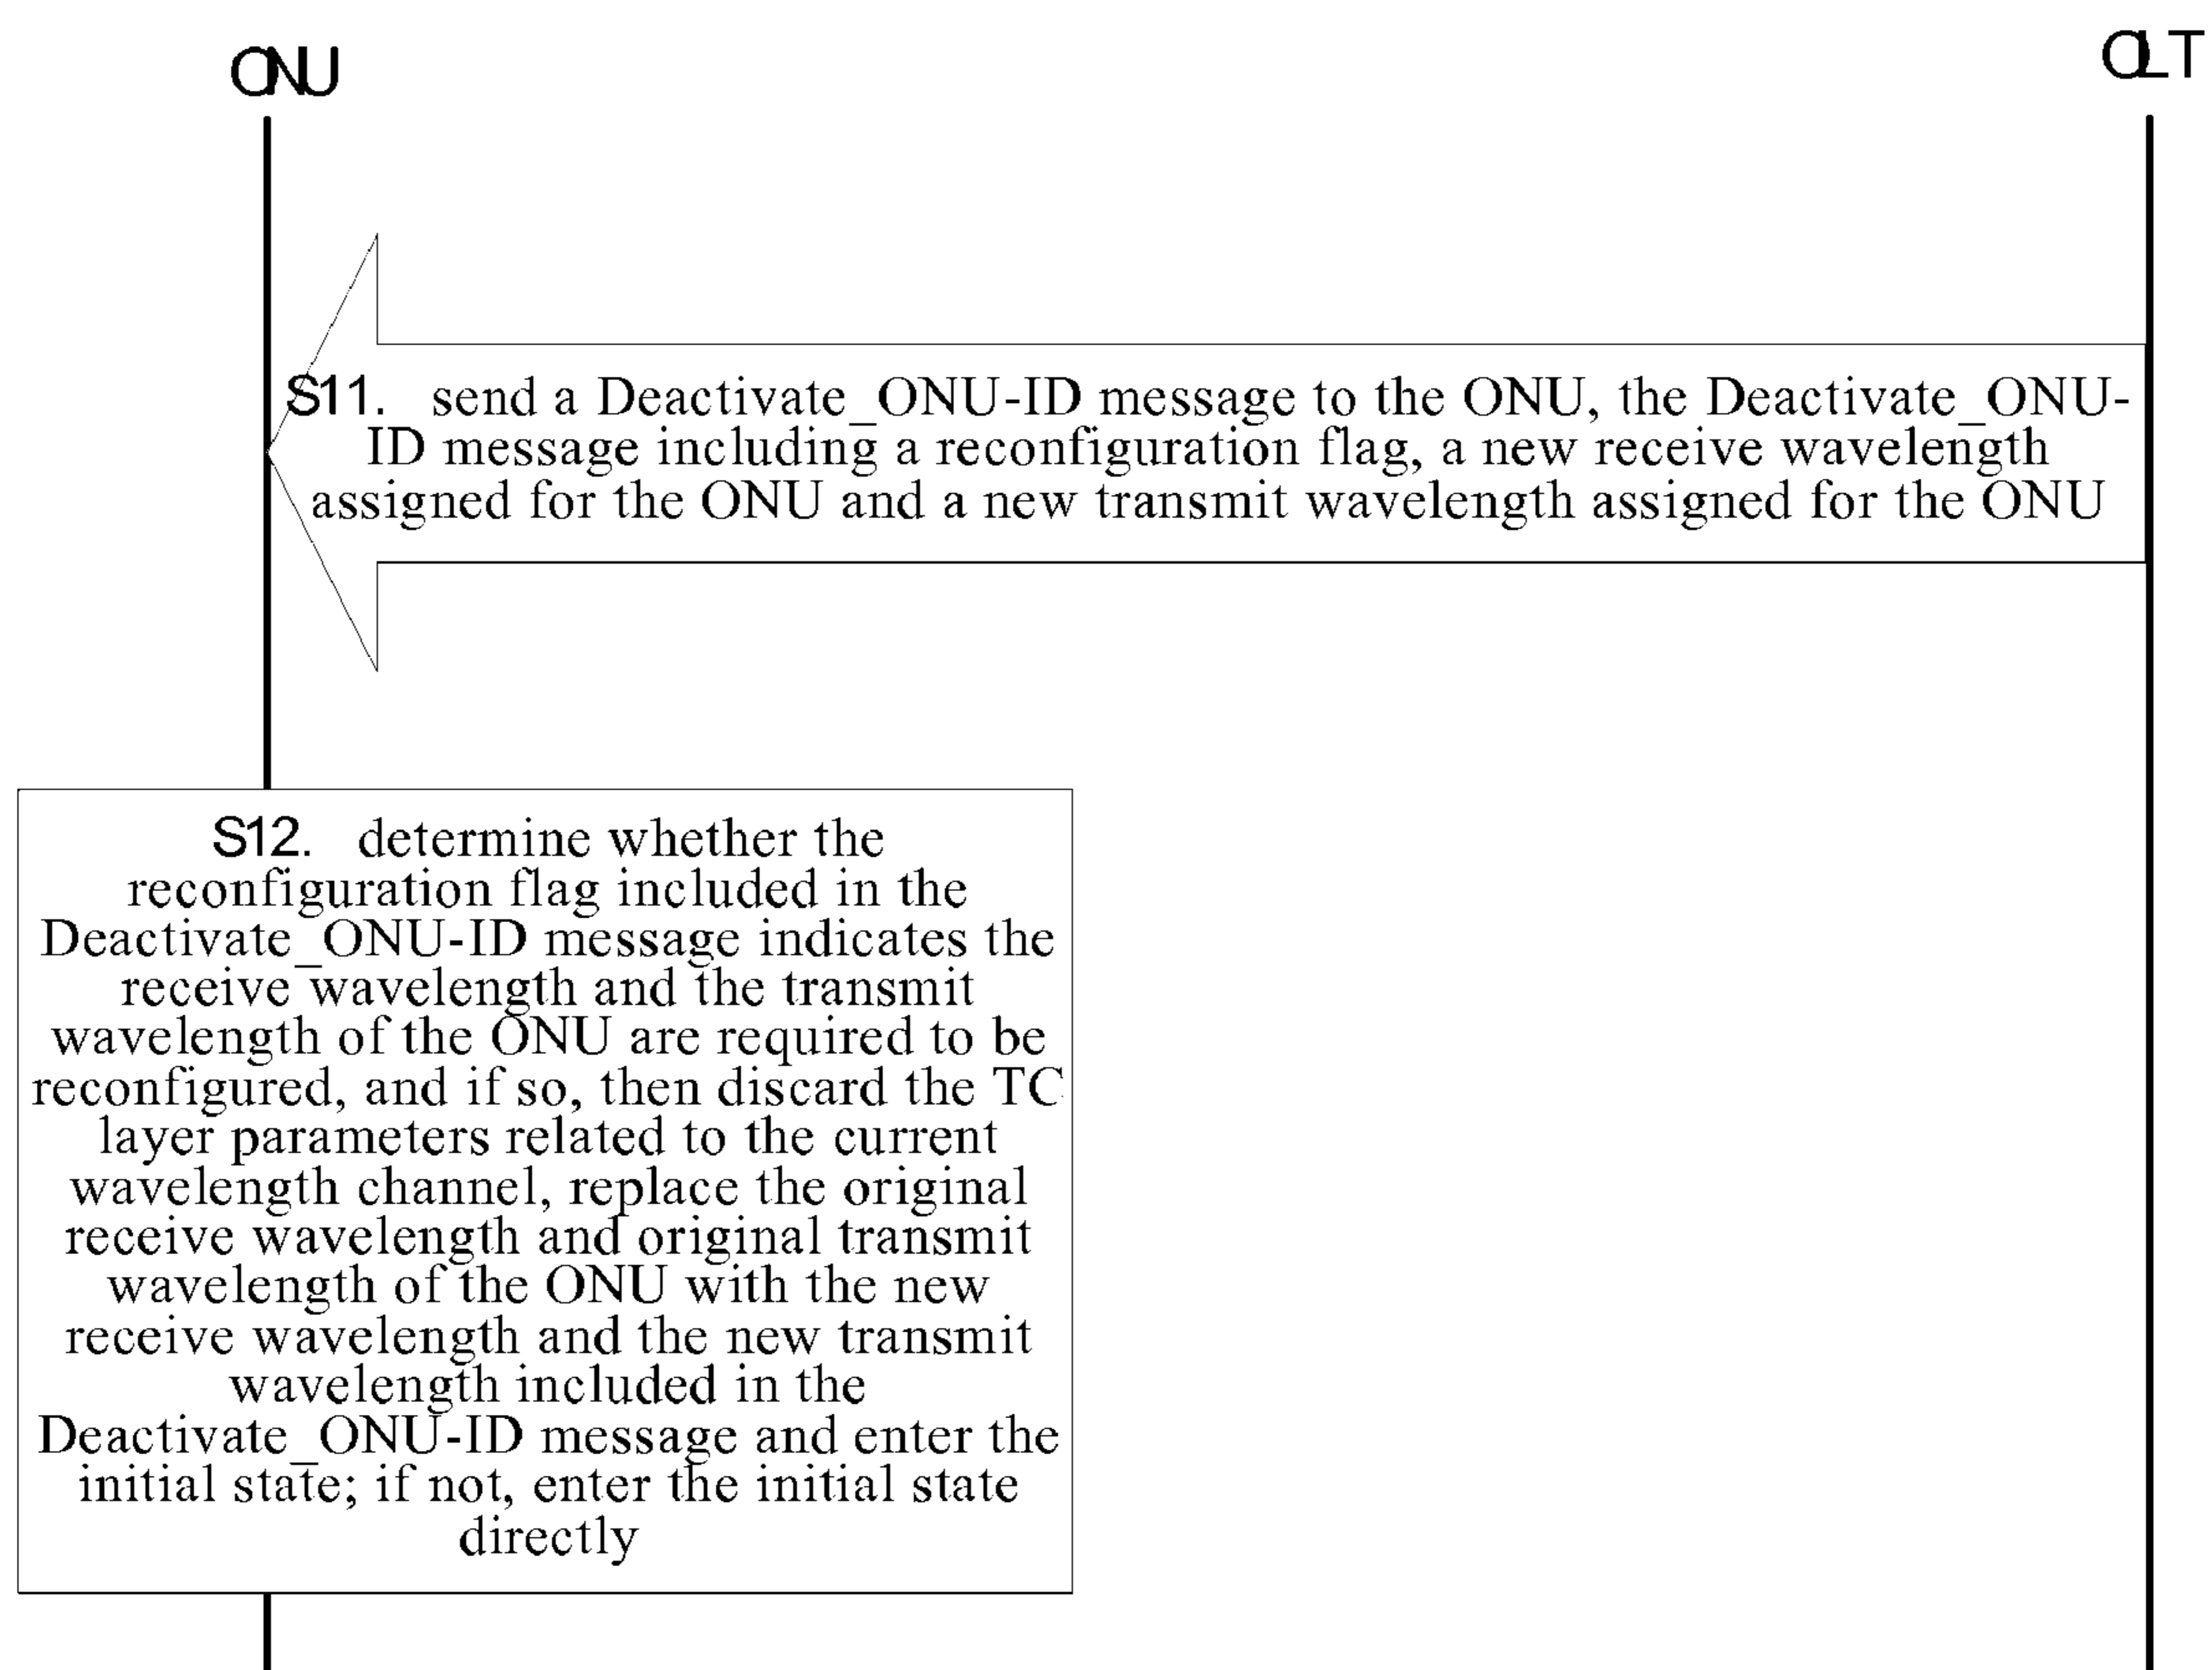 ONU
OLT
S11. send a Deactivate_ONU-ID message to the ONU, the Deactivate_ONU-
ID message including a reconfiguration flag, a new receive wavelength
assigned for the ONU and a new transmit wavelength assigned for the ONU
S12. determine whether the
reconfiguration flag included in the
Deactivate_ONU-ID message indicates the
receive wavelength and the transmit
wavelength of the ONU are required to be
reconfigured, and if so, then discard the TC
layer parameters related to the current
wavelength channel, replace the original
receive wavelength and original transmit
wavelength of the ONU with the new
receive wavelength and the new transmit
wavelength included in the
Deactivate_ONU-ID message and enter the
initial state; if not, enter the initial state
directly